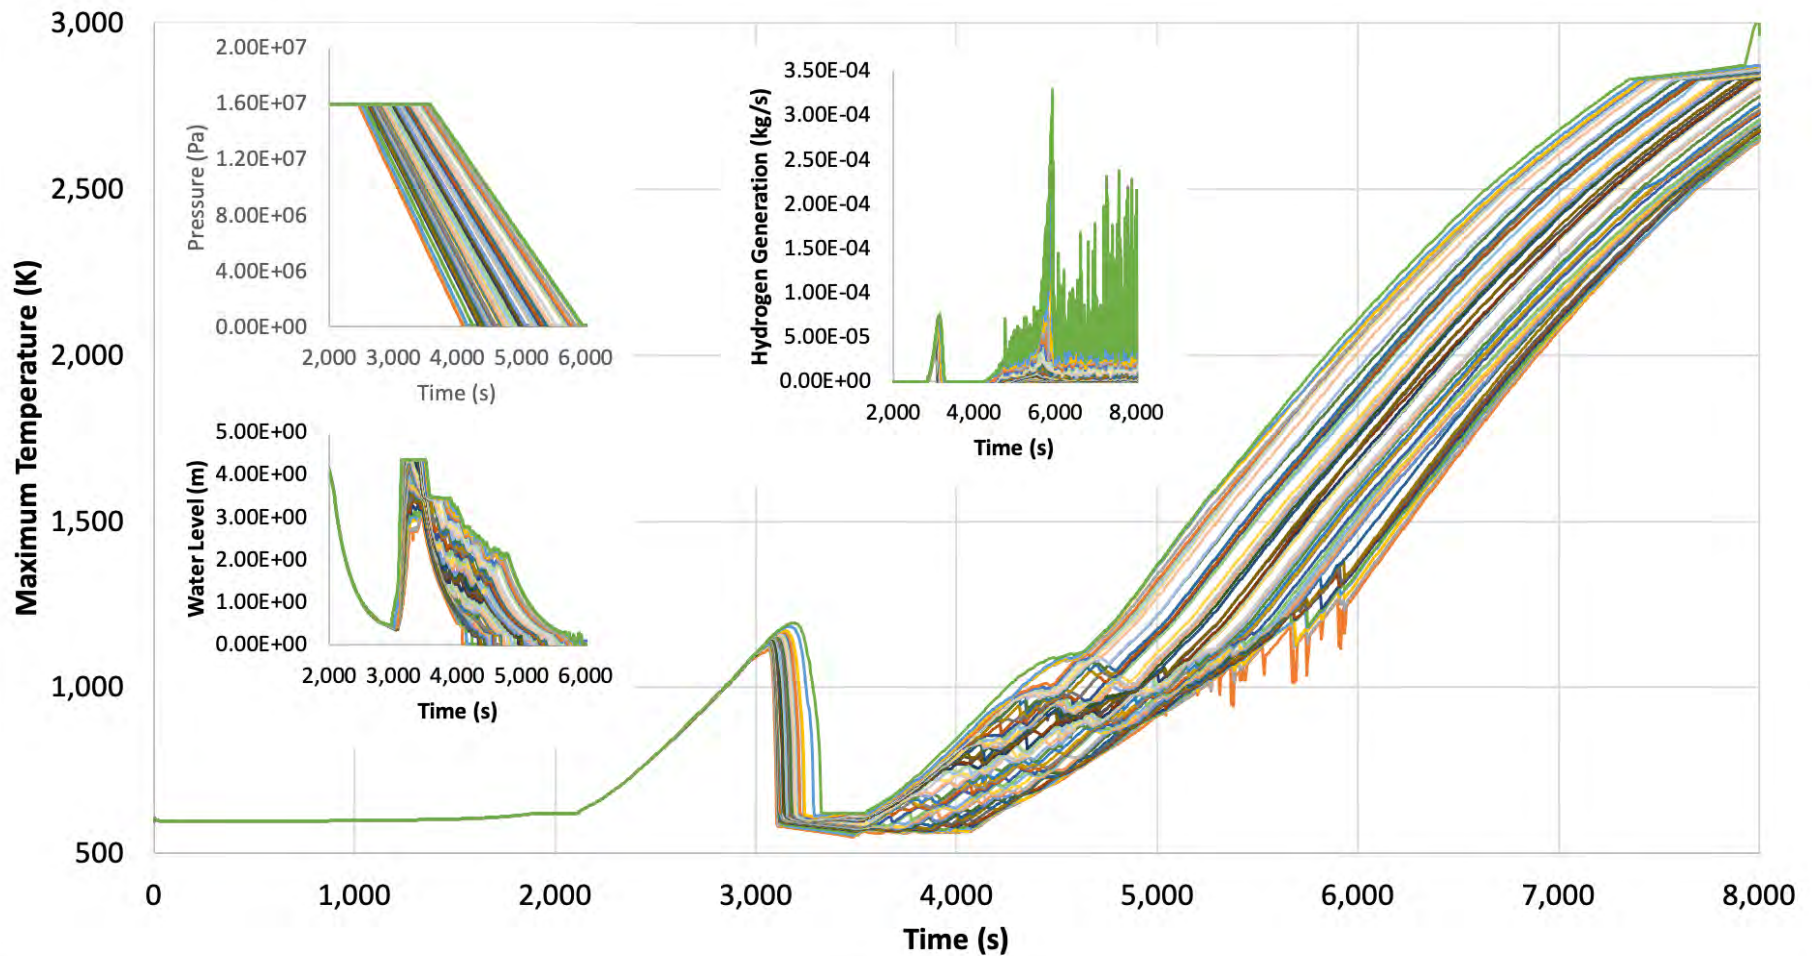 3,000
2,500
2,000
1,500
1,000
500
Maximum Temperature (K)
0 1,000 2,000 3,000 4,000 5,000 6,000 7,000 8,000
Time (s)
2.00E+07
1.60E+07
1.20E+07
8.00E+06
4.00E+06
0.00E+00
Pressure (Pa)
2,000 3,000 4,000 5,000 6,000
Time (s)
5.00E+00
4.00E+00
3.00E+00
2.00E+00
1.00E+00
0.00E+00
Water Level (m)
2,000 3,000 4,000 5,000 6,000
Time (s)
3.50E-04
3.00E-04
2.50E-04
2.00E-04
1.50E-04
1.00E-04
5.00E-05
0.00E+00
Hydrogen Generation (kg/s)
2,000 4,000 6,000 8,000
Time (s)